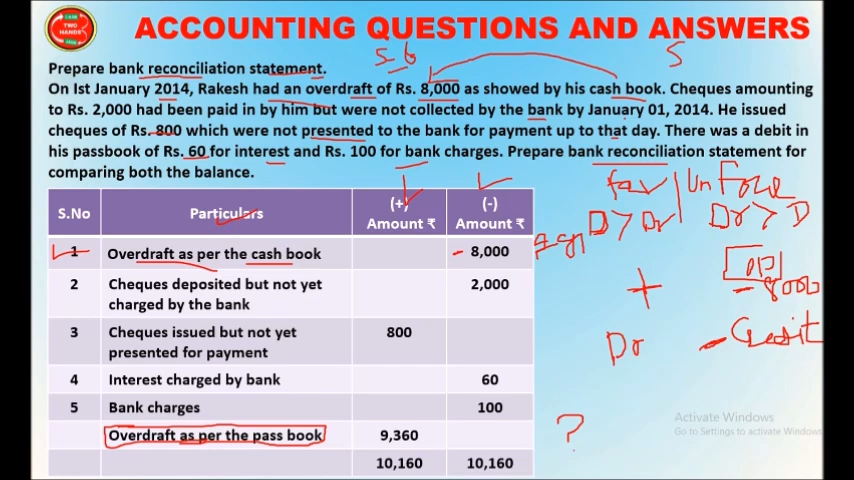 CASH
TWO
HANDS
ACCOUNTING QUESTIONS AND ANSWERS
Prepare bank reconciliation statement.
On Ist January 2014, Rakesh had an overdraft of Rs. 8,000 as showed by his cash book. Cheques amounting
to Rs. 2,000 had been paid in by him but were not collected by the bank by January 01, 2014. He issued
cheques of Rs. 800 which were not presented to the bank for payment up to that day. There was a debit in
his passbook of Rs. 60 for interest and Rs. 100 for bank charges. Prepare bank reconciliation statement for
comparing both the balance.
S.No Particulars (+) Amount ₹ (-) Amount ₹
1 Overdraft as per the cash book - 8,000
2 Cheques deposited but not yet charged by the bank 2,000
3 Cheques issued but not yet presented for payment 800
4 Interest charged by bank 60
5 Bank charges 100
Overdraft as per the pass book 9,360
10,160 10,160
Fav
D > Dr Dr > D
+ - 8000
Dr - Credit
?
Activate Windows
Go to Settings to activate Windows